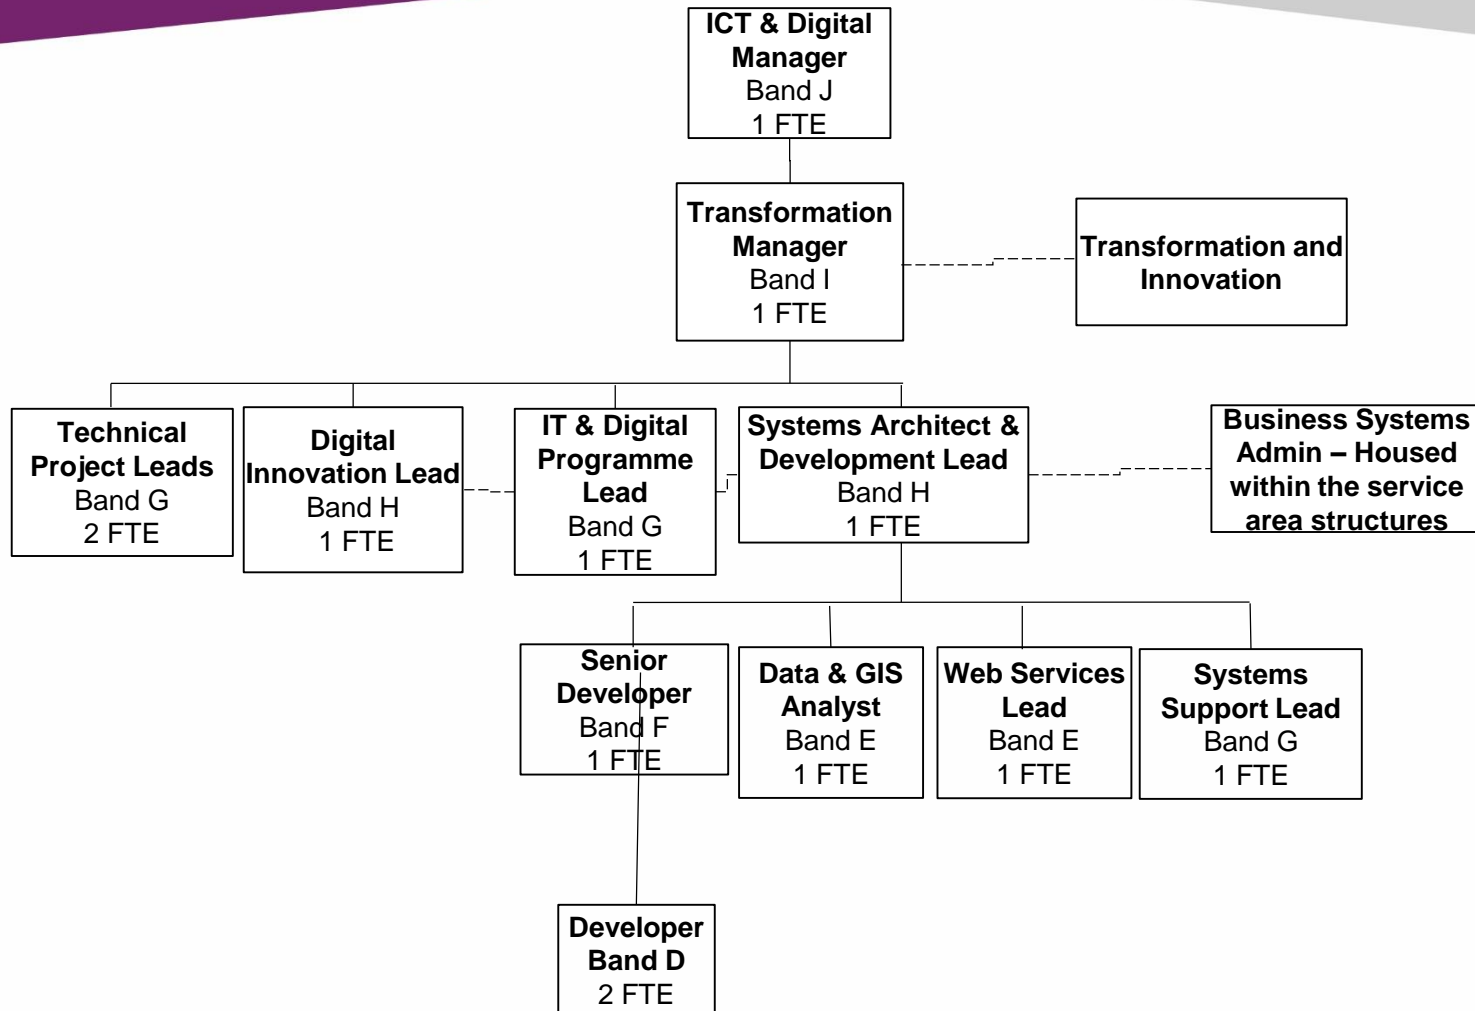 ICT & Digital
Manager
Band J
1 FTE
Transformation
Manager
Band I
1 FTE
Transformation and
Innovation
Technical
Project Leads
Band G
2 FTE
Digital
Innovation Lead
Band H
1 FTE
IT & Digital
Programme
Lead
Band G
1 FTE
Systems Architect &
Development Lead
Band H
1 FTE
Business Systems
Admin – Housed
within the service
area structures
Senior
Developer
Band F
1 FTE
Data & GIS
Analyst
Band E
1 FTE
Web Services
Lead
Band E
1 FTE
Systems
Support Lead
Band G
1 FTE
Developer
Band D
2 FTE